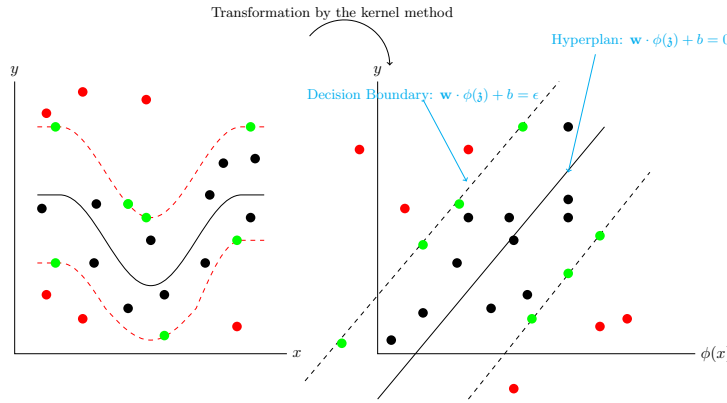 Transformation by the kernel method
Hyperplan: w · ϕ(𝔷) + b = 0
y
y
Decision Boundary: w · ϕ(𝔷) + b = ϵ
x
ϕ(x